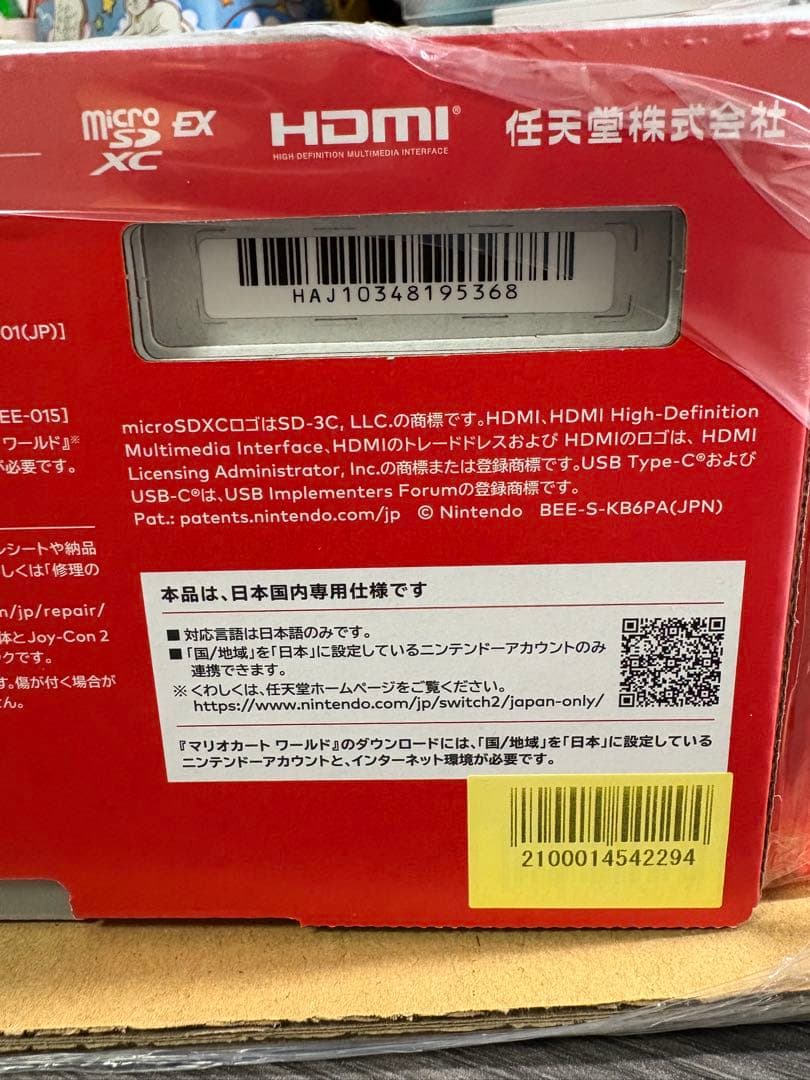 micro SD XC EX
HDMI®
HIGH-DEFINITION MULTIMEDIA INTERFACE
任天堂株式会社
HAJ10348195368
01(JP)]
EE-015]
ワールド』※
が必要です。
microSDXCロゴはSD-3C, LLC.の商標です。HDMI、HDMI High-Definition
Multimedia Interface、HDMIのトレードドレスおよび HDMIのロゴは、HDMI
Licensing Administrator, Inc.の商標または登録商標です。USB Type-C®および
USB-C®は、USB Implementers Forumの登録商標です。
Pat.: patents.nintendo.com/jp © Nintendo BEE-S-KB6PA(JPN)
レシートや納品
しくは「修理の
m/jp/repair/
体とJoy-Con 2
クです。
す。傷が付く場合が
せん。
本品は、日本国内専用仕様です
■ 対応言語は日本語のみです。
■「国/地域」を「日本」に設定しているニンテンドーアカウントのみ
連携できます。
※くわしくは、任天堂ホームページをご覧ください。
https://www.nintendo.com/jp/switch2/japan-only/
『マリオカート ワールド』のダウンロードには、「国/地域」を「日本」に設定している
ニンテンドーアカウントと、インターネット環境が必要です。
2100014542294